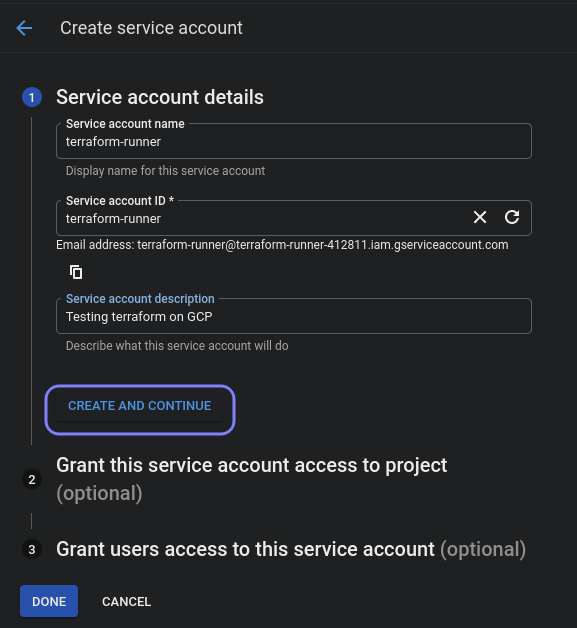 Create service account
1 Service account details
Service account name
terraform-runner
Display name for this service account
Service account ID *
terraform-runner
Email address: terraform-runner@terraform-runner-412811.iam.gserviceaccount.com
Service account description
Testing terraform on GCP
Describe what this service account will do
CREATE AND CONTINUE
2 Grant this service account access to project
(optional)
3 Grant users access to this service account (optional)
DONE CANCEL